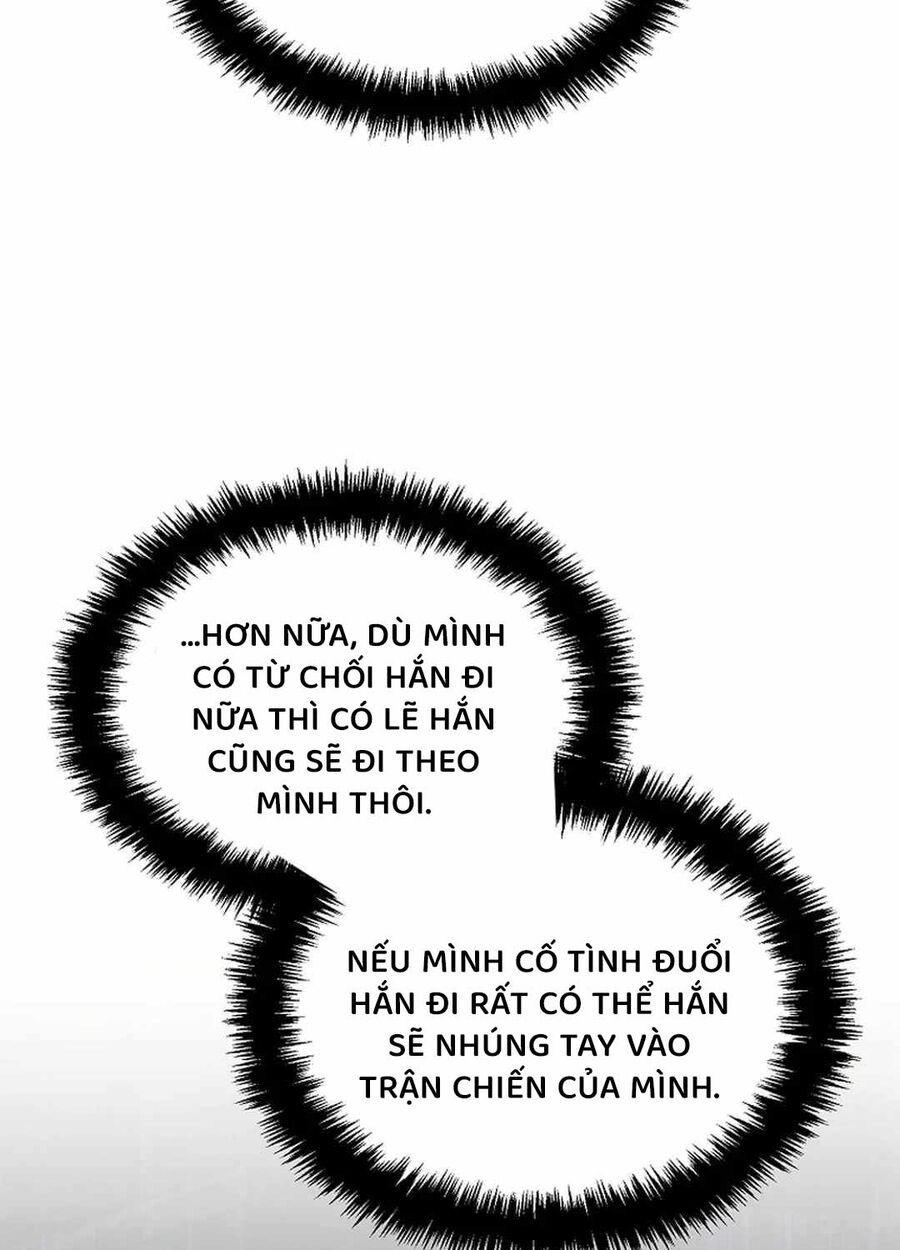 ...HƠN NỮA, DÙ MÌNH
CÓ TỪ CHỐI HẮN ĐI
NỮA THÌ CÓ LẼ HẮN
CŨNG SẼ ĐI THEO
MÌNH THÔI.
NẾU MÌNH CỐ TÌNH ĐUỔI
HẮN ĐI RẤT CÓ THỂ HẮN
SẼ NHÚNG TAY VÀO
TRẬN CHIẾN CỦA MÌNH.